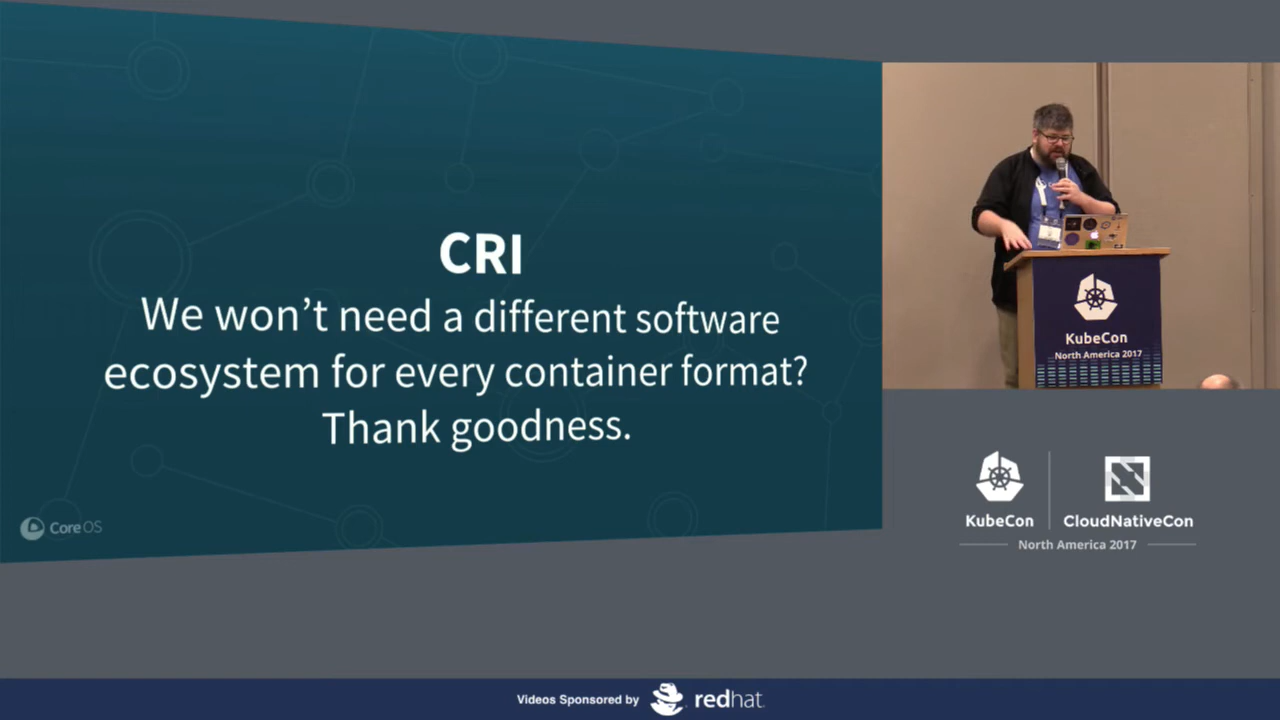 CRI
We won’t need a different software
ecosystem for every container format?
Thank goodness.
CoreOS
KubeCon
North America 2017
KubeCon
CloudNativeCon
North America 2017
Videos Sponsored by
redhat.